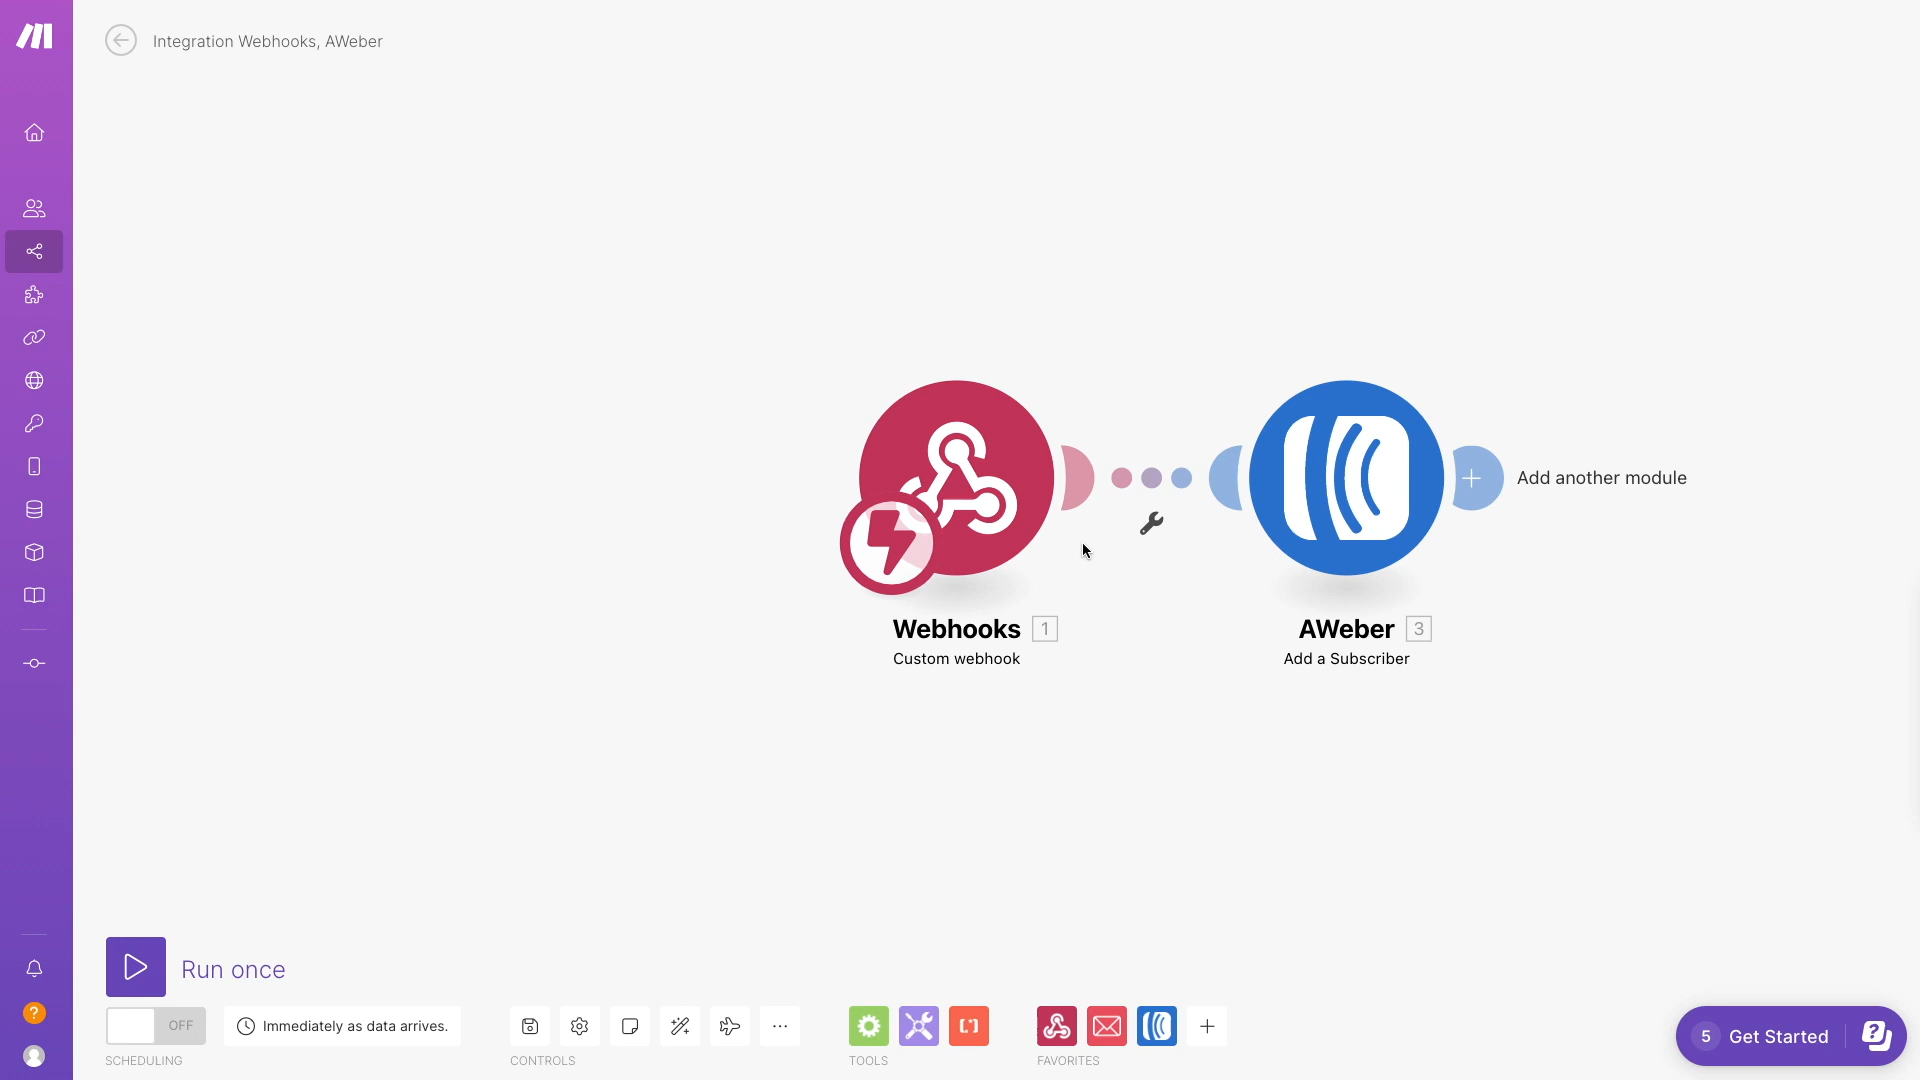 Integration Webhooks, AWeber
Add another module
Webhooks 1
Custom webhook
AWeber 3
Add a Subscriber
Run once
OFF
Immediately as data arrives.
SCHEDULING
CONTROLS
TOOLS
FAVORITES
5 Get Started